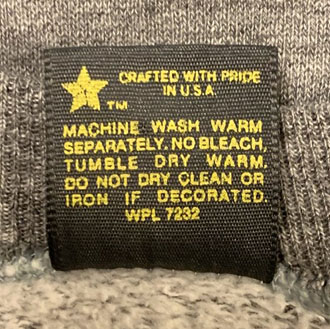 CRAFTED WITH PRIDE
IN U.S.A.
TM
MACHINE WASH WARM
SEPARATELY, NO BLEACH,
TUMBLE DRY WARM.
DO NOT DRY CLEAN OR
IRON IF DECORATED.
WPL 7232